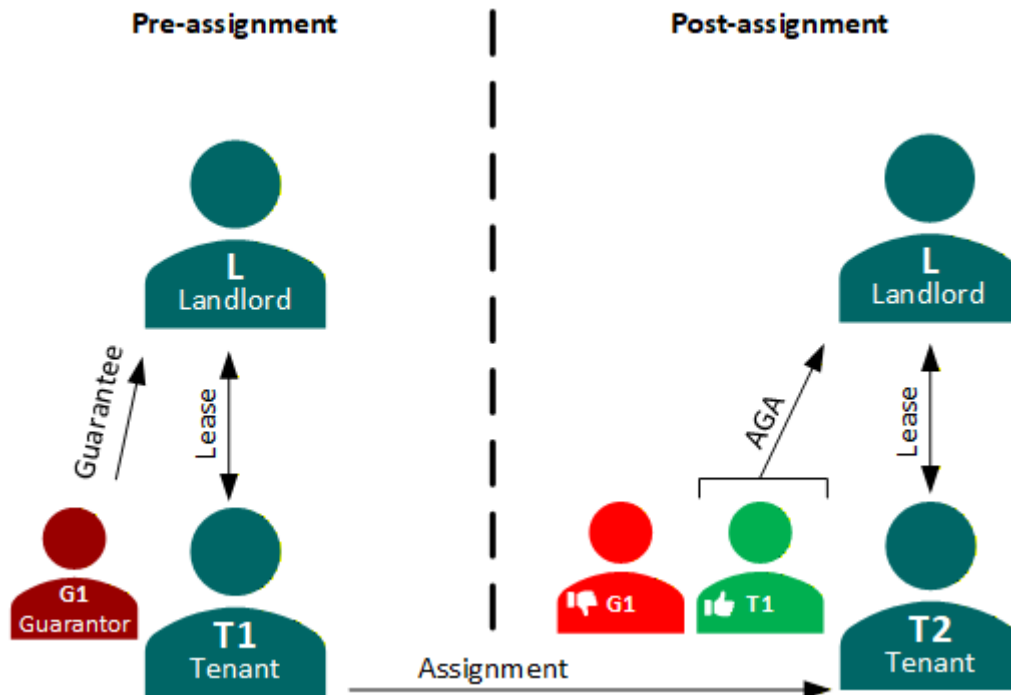 Pre-assignment
L
Landlord
Guarantee
Lease
G1
Guarantor
T1
Tenant
Assignment
Post-assignment
L
Landlord
AGA
Lease
G1
T1
T2
Tenant